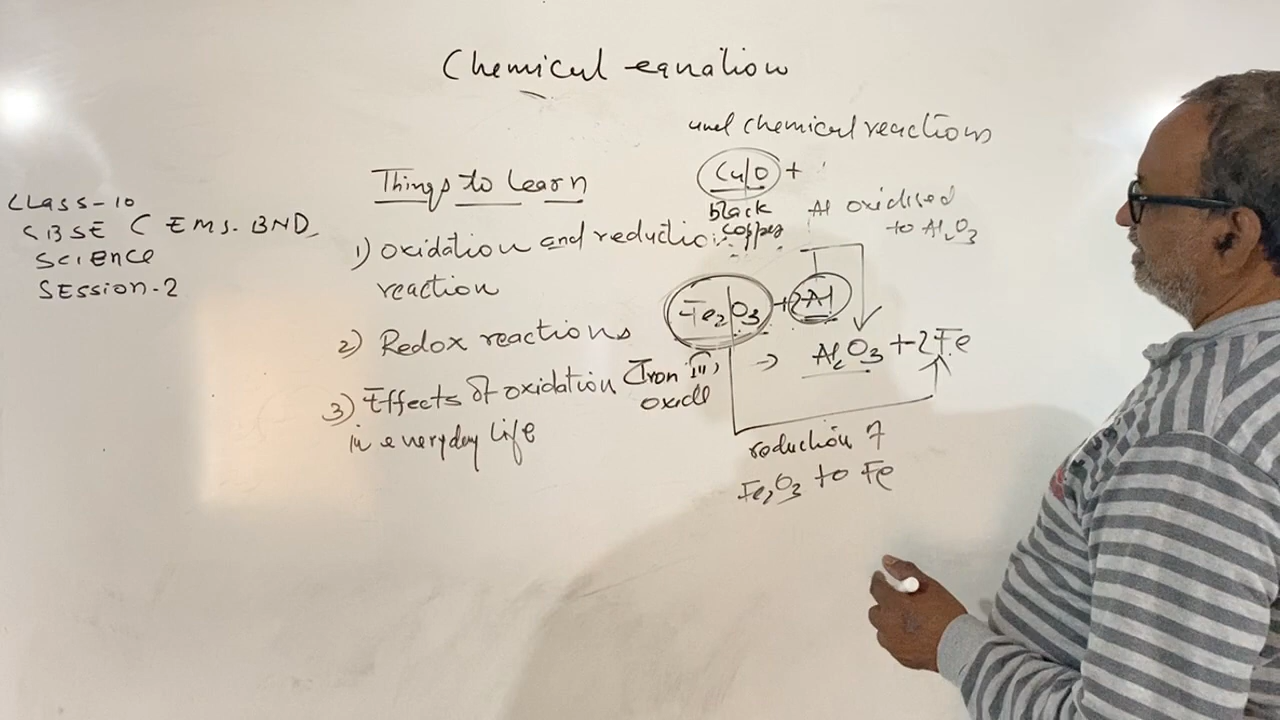 Chemical equation
and chemical reactions
Class-10
CBSE C EMS. BND
Science
Session-2
Things to learn
1) oxidation and reduction
reaction
2) Redox reactions
3) Effects of oxidation
in everyday life
CuO +
black
copper
Al oxidised
to Al2O3
Fe2O3 + 2Al
→ Al2O3 + 2Fe
Iron (III)
oxide
reduction of
Fe2O3 to Fe